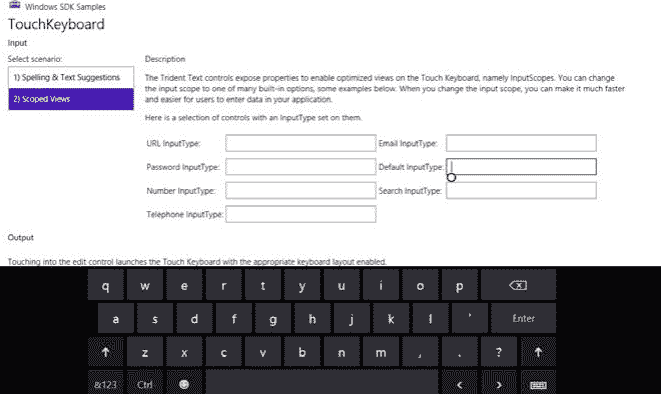 Windows SDK Samples
TouchKeyboard
Input
Select scenario:
Description
1) Spelling & Text Suggestions
2) Scoped Views
The Trident Text controls expose properties to enable optimized views on the Touch Keyboard, namely InputScopes. You can change
the input scope to one of many built-in options, some examples below. When you change the input scope, you can make it much faster
and easier for users to enter data in your application.
Here is a selection of controls with an InputType set on them.
URL InputType: Email InputType:
Password InputType: Default InputType:
Number InputType: Search InputType:
Telephone InputType:
Output
Touching into the edit control launches the Touch Keyboard with the appropriate keyboard layout enabled.
q w e r t y u i o p
a s d f g h j k l ' Enter
z x c v b n m , . ?
&123 Ctrl < >